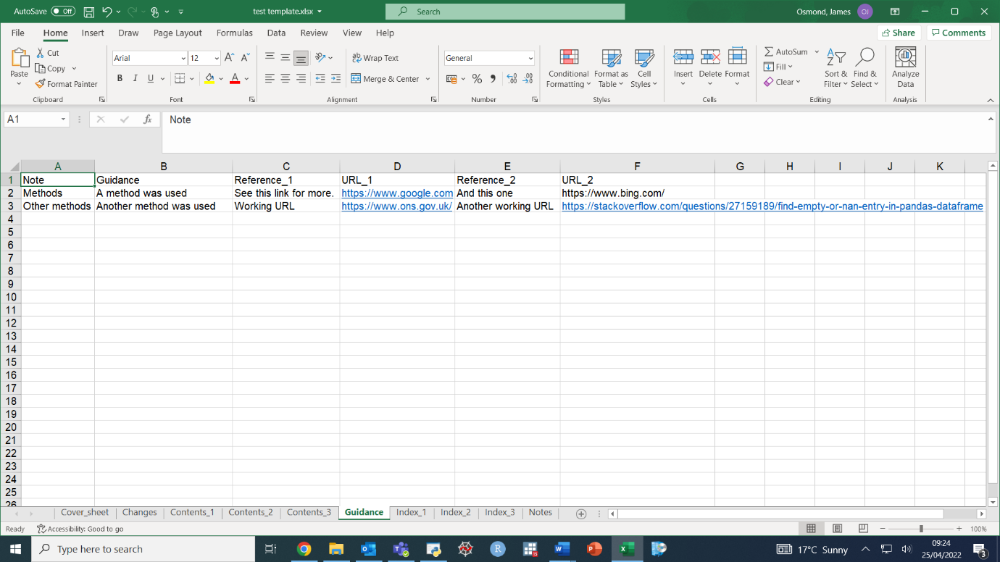 AutoSave Off test template.xlsx Search Osmond, James OJ
File Home Insert Draw Page Layout Formulas Data Review View Help Share Comments
Paste Cut Copy Format Painter
Arial 12 A A
B I U A
Wrap Text
Merge & Center
General
% 
Conditional Formatting Format as Table Cell Styles Insert Delete Format
AutoSum Fill Clear Sort & Filter Find & Select Analyze Data
Clipboard Font Alignment Number Styles Cells Editing Analysis
A1 fx Note
A B C D E F G H I J K
1 Note Guidance Reference_1 URL_1 Reference_2 URL_2
2 Methods A method was used See this link for more. https://www.google.com And this one https://www.bing.com/
3 Other methods Another method was used Working URL https://www.ons.gov.uk/ Another working URL https://stackoverflow.com/questions/27159189/find-empty-or-nan-entry-in-pandas-dataframe
4
5
6
7
8
9
10
11
12
13
14
15
16
17
18
19
20
21
22
23
24
25
26
Cover_sheet Changes Contents_1 Contents_2 Contents_3 Guidance Index_1 Index_2 Index_3 Notes
Ready Accessibility: Good to go 100%
Type here to search 17°C Sunny 09:24
25/04/2022 3